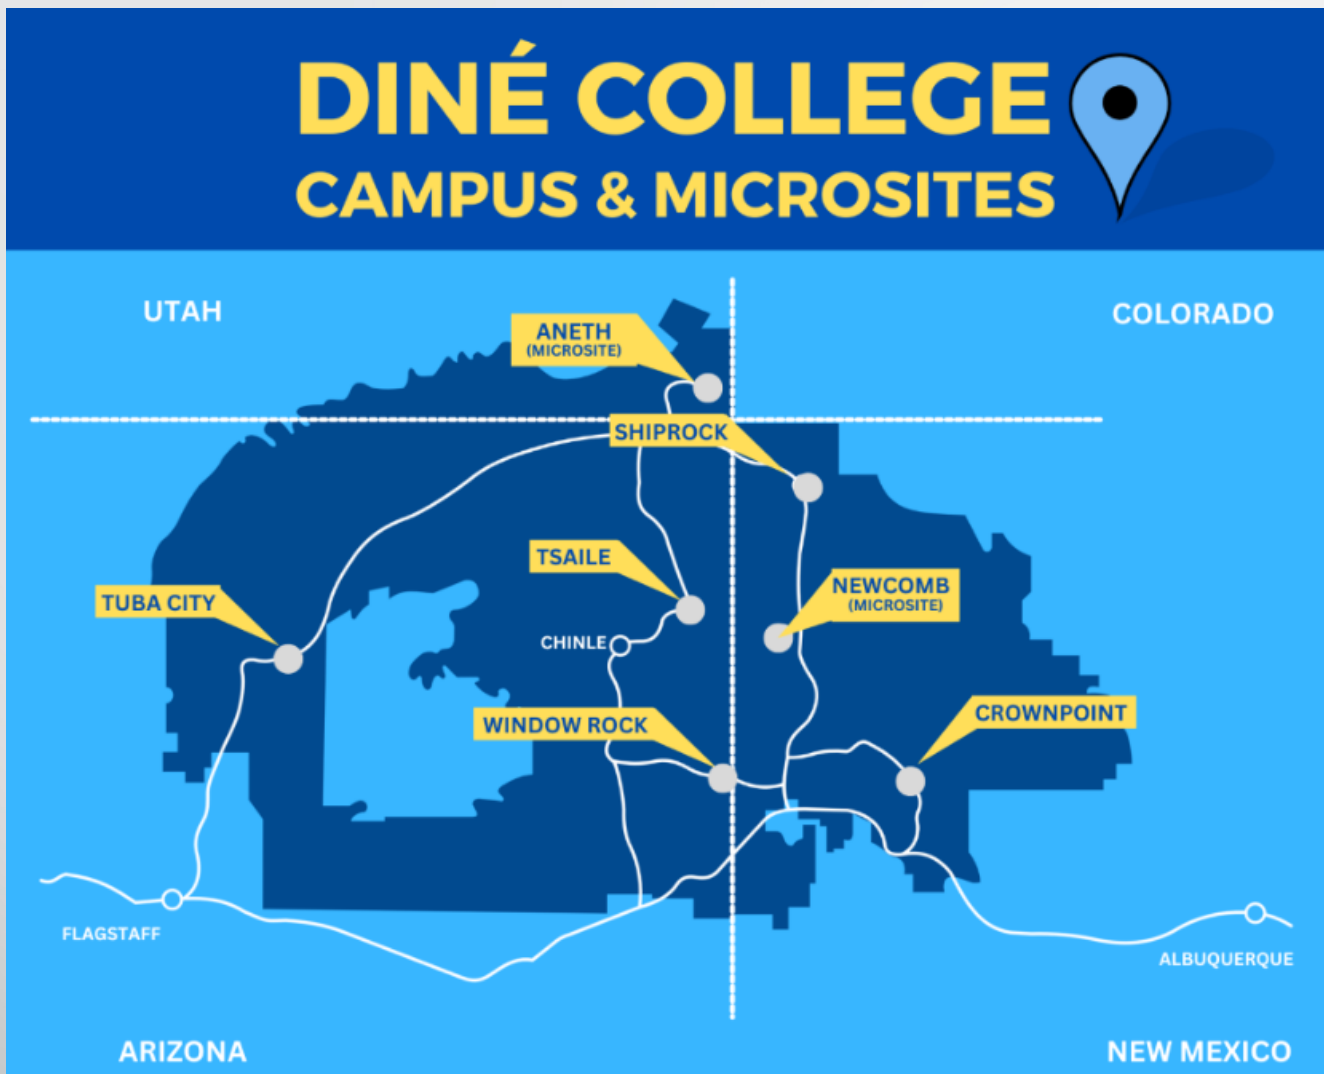 DINÉ COLLEGE
CAMPUS & MICROSITES
UTAH
COLORADO
ANETH
(MICROSITE)
SHIPROCK
TSAILE
NEWCOMB
(MICROSITE)
TUBA CITY
CHINLE
WINDOW ROCK
CROWNPOINT
FLAGSTAFF
ALBUQUERQUE
ARIZONA
NEW MEXICO